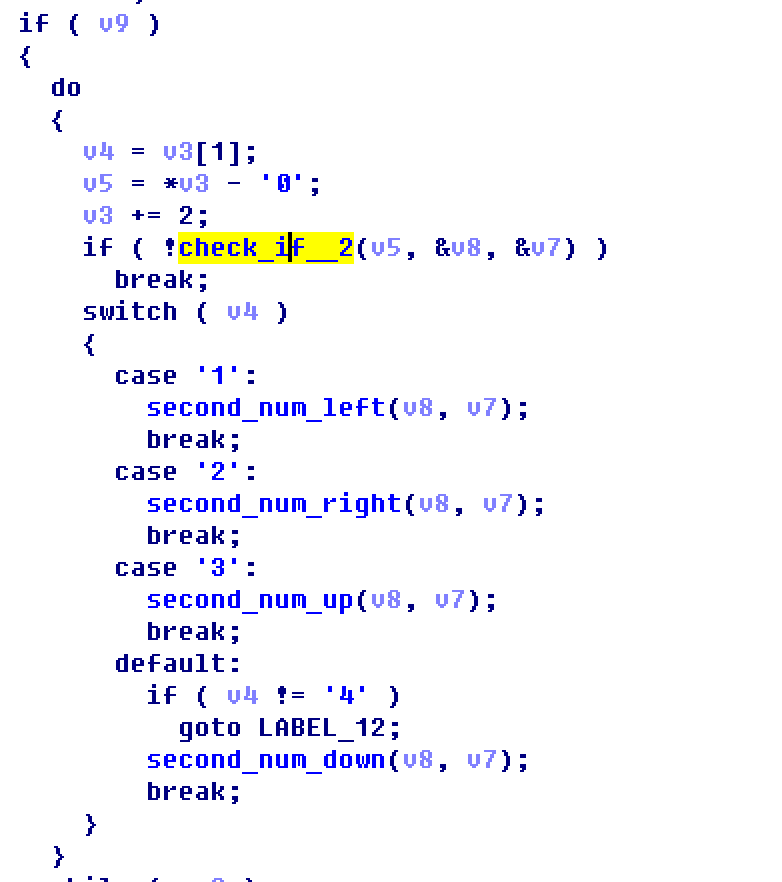 if ( v9 )
{
do
{
v4 = v3[1];
v5 = *v3 - '0';
v3 += 2;
if ( !check_if__2(v5, &v8, &v7) )
break;
switch ( v4 )
{
case '1':
second_num_left(v8, v7);
break;
case '2':
second_num_right(v8, v7);
break;
case '3':
second_num_up(v8, v7);
break;
default:
if ( v4 != '4' )
goto LABEL_12;
second_num_down(v8, v7);
break;
}
}